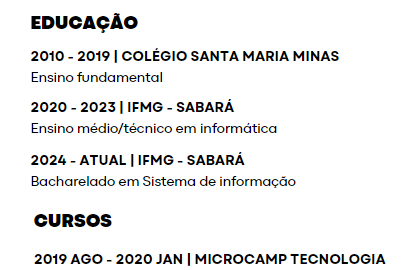 EDUCAÇÃO
2010 - 2019 | COLÉGIO SANTA MARIA MINAS
Ensino fundamental
2020 - 2023 | IFMG - SABARÁ
Ensino médio/técnico em informática
2024 - ATUAL | IFMG - SABARÁ
Bacharelado em Sistema de informação
CURSOS
2019 AGO - 2020 JAN | MICROCAMP TECNOLOGIA